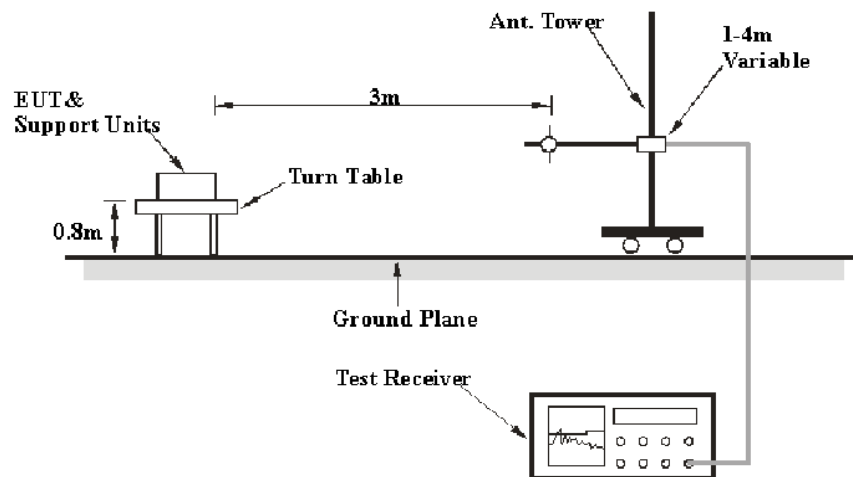 Ant. Tower
1-4m
Variable
3m
EUT &
Support Units
Turn Table
0.8m
Ground Plane
Test Receiver